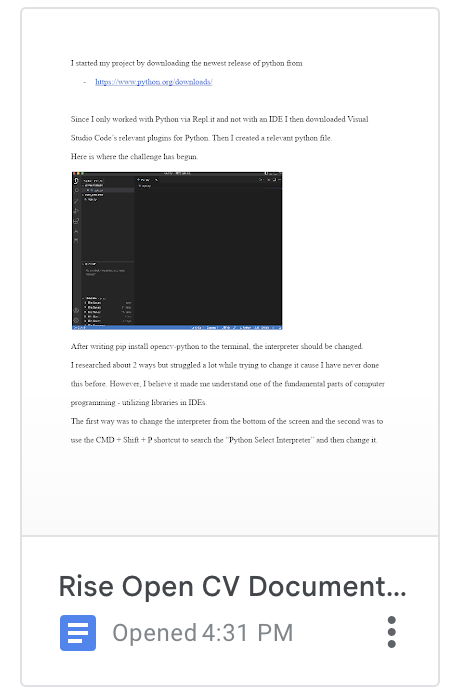 I started my project by downloading the newest release of python from
- https://www.python.org/downloads/
Since I only worked with Python via Repl.it and not with an IDE I then downloaded Visual
Studio Code's relevant plugins for Python. Then I created a relevant python file.
Here is where the challenge has begun.
After writing pip install opencv-python to the terminal, the interpreter should be changed.
I researched about 2 ways but struggled a lot while trying to change it cause I have never done
this before. However, I believe it made me understand one of the fundamental parts of computer
programming - utilizing libraries in IDEs.
The first way was to change the interpreter from the bottom of the screen and the second was to
use the CMD + Shift + P shortcut to search the "Python Select Interpreter" and then change it.
Rise Open CV Document...
Opened 4:31 PM